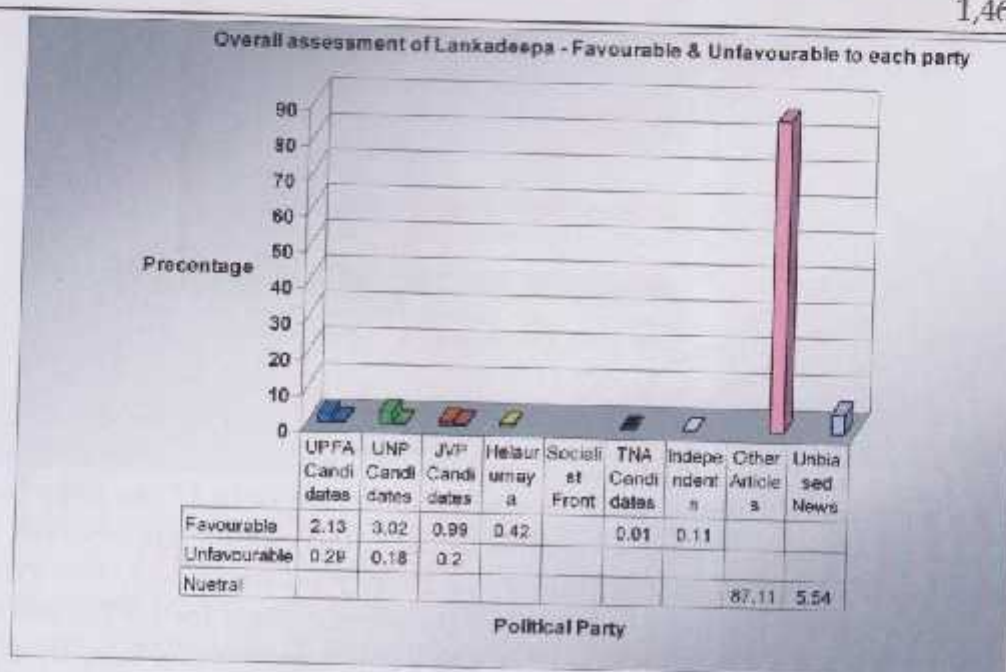 1,46
Overall assessment of Lankadeepa - Favourable & Unfavourable to each party
90
80
70
60
50
40
30
20
10
0
Precentage
UPFA Candi dates
UNP Candi dates
JVP Candi dates
Helaur umay a
Sociali st Front
TNA Candi dates
Indepe ndent s
Other Article s
Unbia sed News
Favourable 2.13 3.02 0.99 0.42 0.01 0.11
Unfavourable 0.29 0.18 0.2
Nuetral 87.11 5.54
Political Party